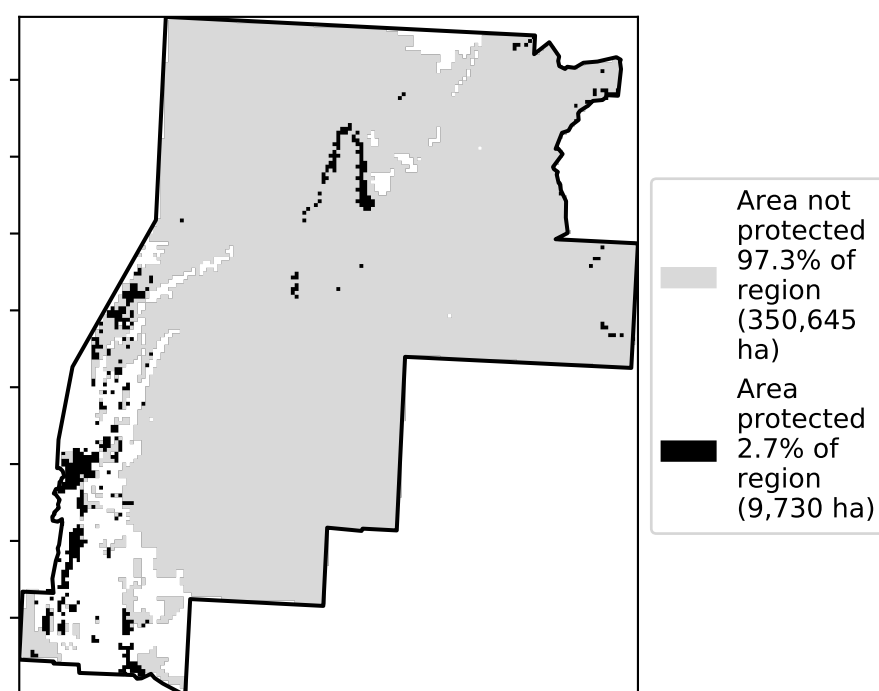 Area not
protected
97.3% of
region
(350,645
ha)
Area
protected
2.7% of
region
(9,730 ha)